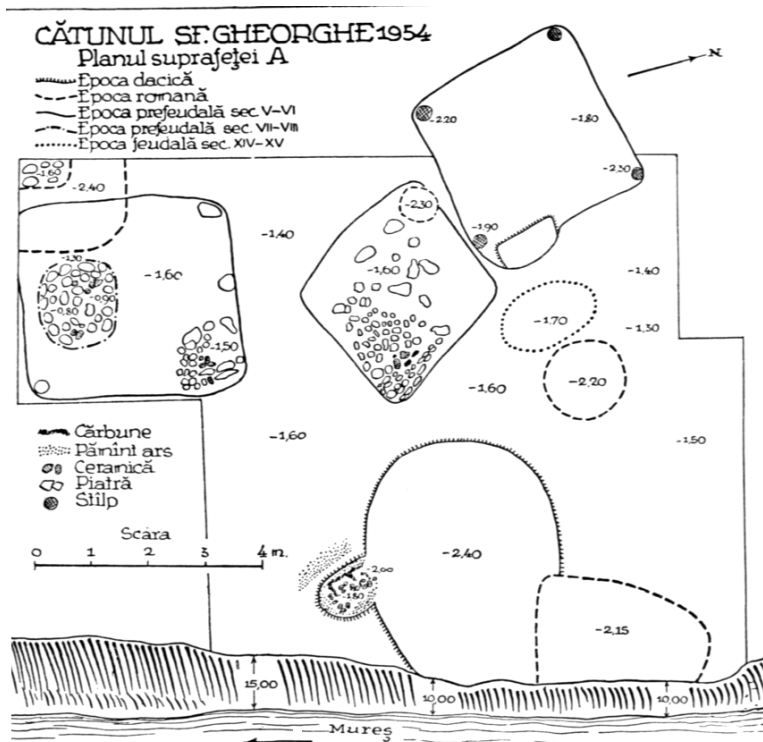 CĂTUNUL SF. GHEORGHE 1954
Planul suprafeței A
Epoca dacică
Epoca romană
Epoca prefeudală sec. V-VI
Epoca prefeudală sec. VII-VIII
Epoca feudală sec. XIV-XV
N
-2,20
-1,80
-2,30
-1,90
-1,60
-2,40
-2,30
-1,40
-1,60
-1,40
-1,60
-0,90
-0,80
-1,70
-1,30
-1,50
-2,20
-1,60
-1,60
-1,50
Cărbune
Pămînt ars
Ceramică
Piatră
Stîlp
Scara
0 1 2 3 4 m.
-2,40
-2,00
-1,80
-2,15
15,00
10,00
10,00
Mureș